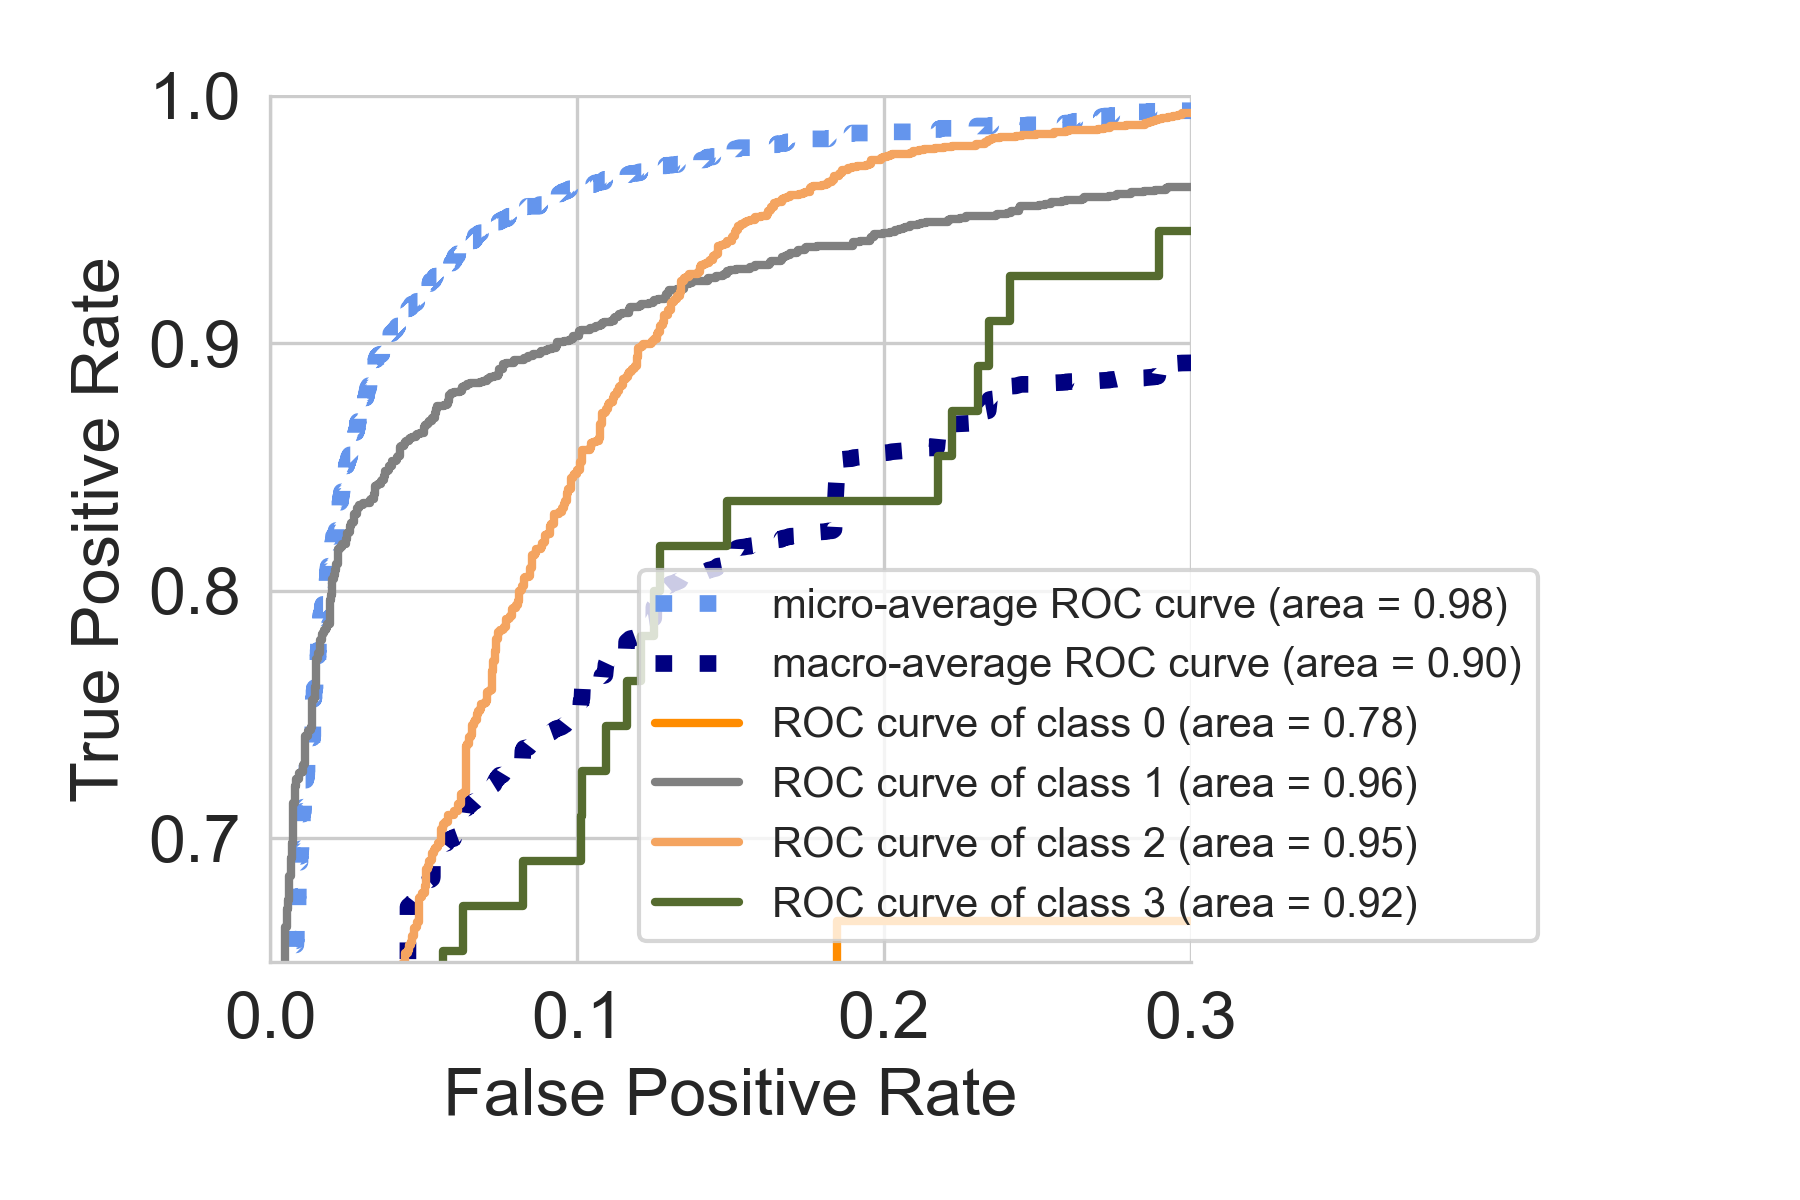 1.0
0.9
0.8
0.7
True Positive Rate
0.0
0.1
0.2
0.3
False Positive Rate
micro-average ROC curve (area = 0.98)
macro-average ROC curve (area = 0.90)
ROC curve of class 0 (area = 0.78)
ROC curve of class 1 (area = 0.96)
ROC curve of class 2 (area = 0.95)
ROC curve of class 3 (area = 0.92)